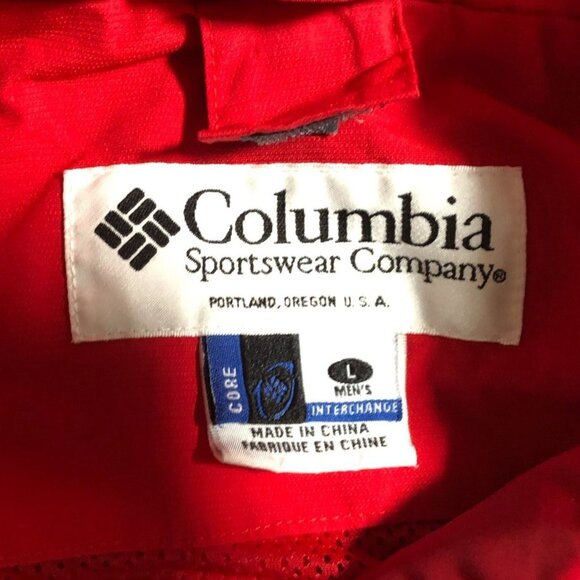 Columbia
Sportswear Company®
PORTLAND, OREGON U.S.A.
CORE
L
MEN'S
INTERCHANGE
MADE IN CHINA
FABRIQUE EN CHINE